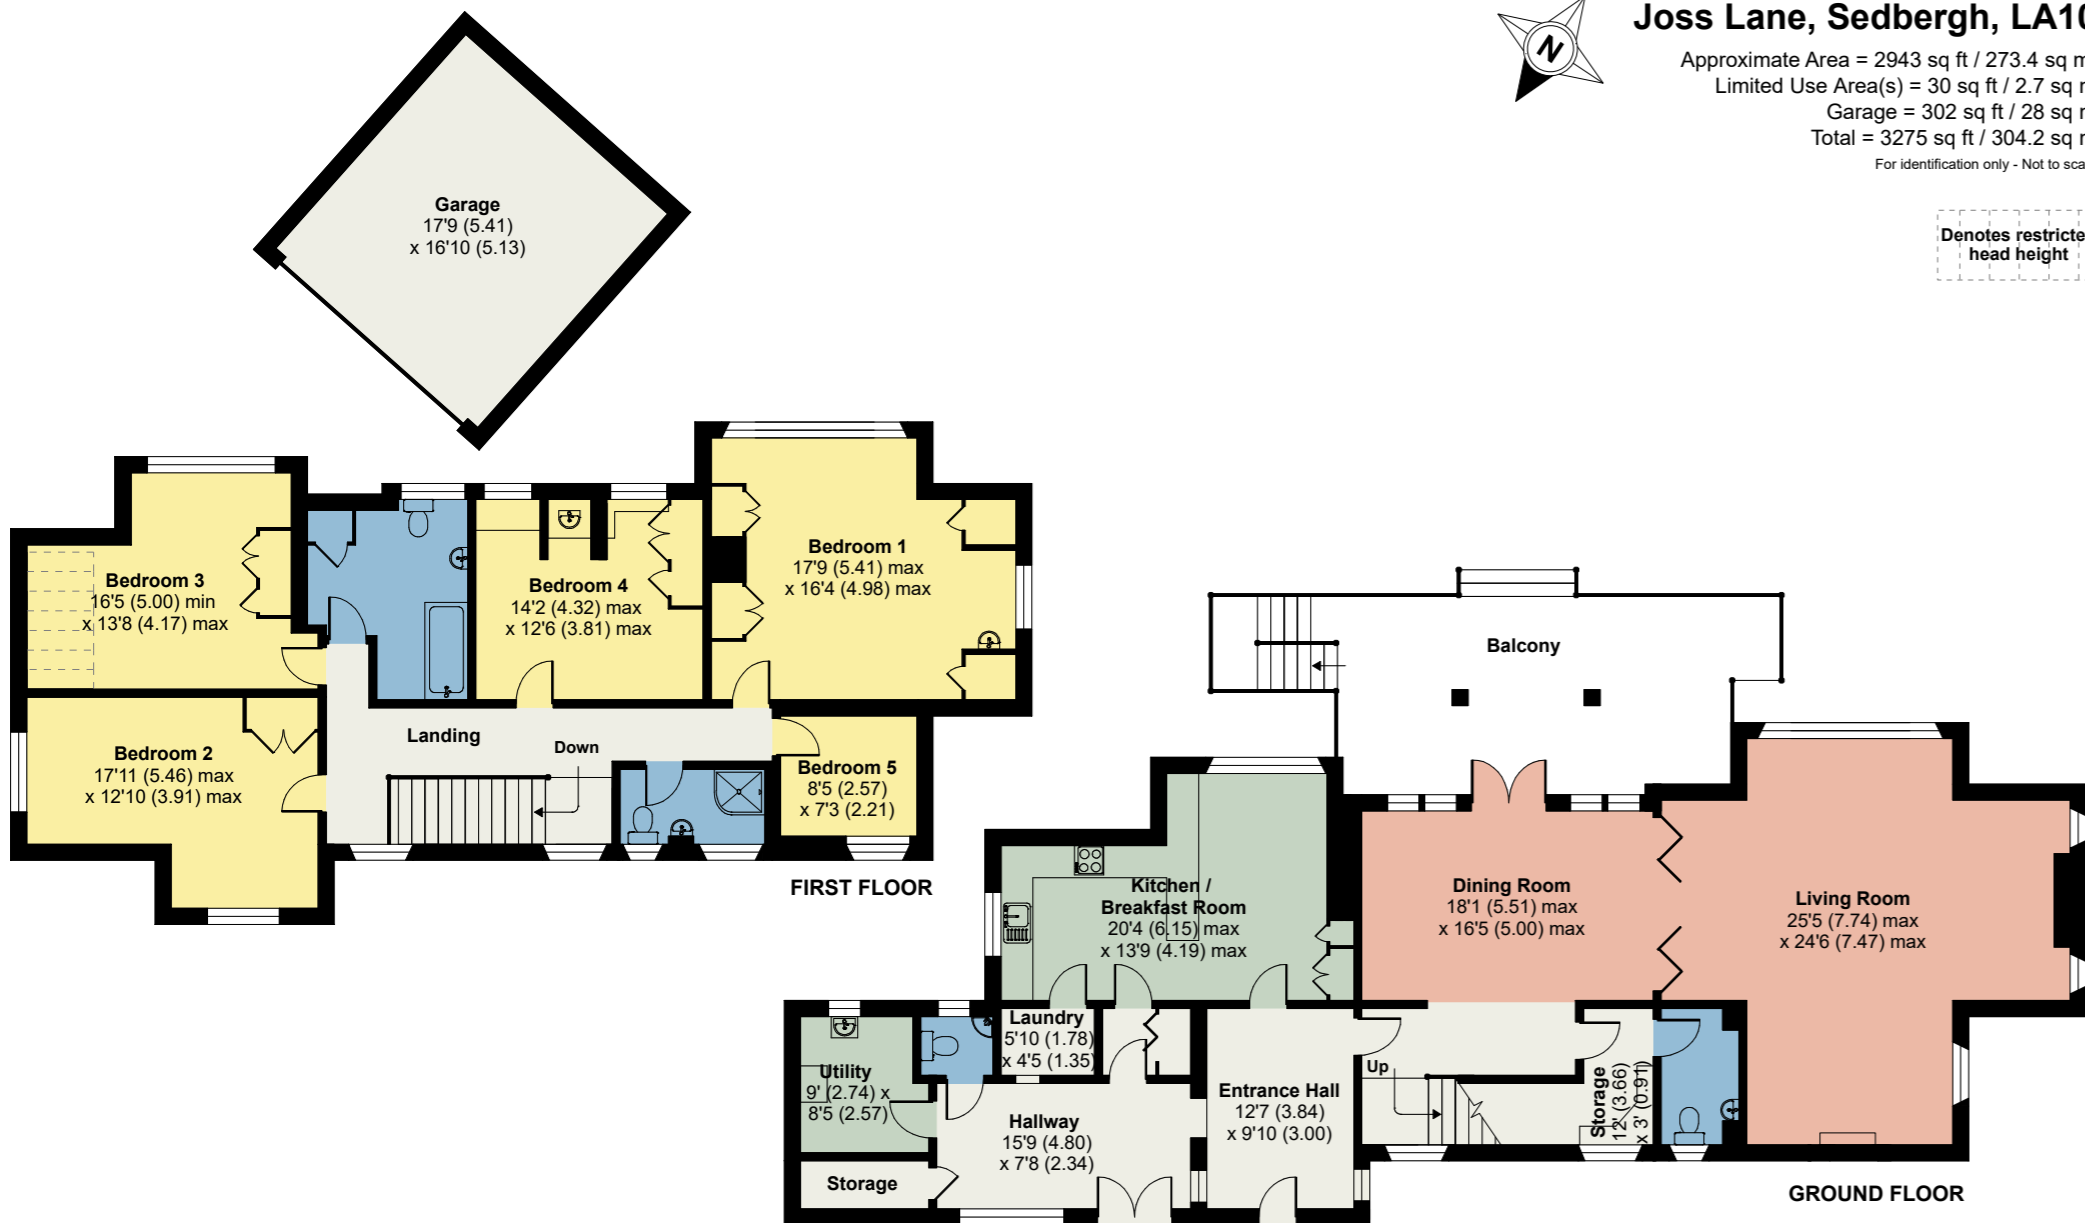 Joss Lane, Sedbergh, LA10
Approximate Area = 2943 sq ft / 273.4 sq m
Limited Use Area(s) = 30 sq ft / 2.7 sq m
Garage = 302 sq ft / 28 sq m
Total = 3275 sq ft / 304.2 sq m
For identification only - Not to sca
N
Denotes restricte
head height
Garage
17'9 (5.41)
x 16'10 (5.13)
Bedroom 3
16'5 (5.00) min
x 13'8 (4.17) max
Bedroom 4
14'2 (4.32) max
x 12'6 (3.81) max
Bedroom 1
17'9 (5.41) max
x 16'4 (4.98) max
Bedroom 2
17'11 (5.46) max
x 12'10 (3.91) max
Landing
Down
Bedroom 5
8'5 (2.57)
x 7'3 (2.21)
FIRST FLOOR
Balcony
Kitchen /
Breakfast Room
20'4 (6.15) max
x 13'9 (4.19) max
Dining Room
18'1 (5.51) max
x 16'5 (5.00) max
Living Room
25'5 (7.74) max
x 24'6 (7.47) max
Laundry
5'10 (1.78)
x 4'5 (1.35)
Utility
9' (2.74) x
8'5 (2.57)
Hallway
15'9 (4.80)
x 7'8 (2.34)
Storage
Entrance Hall
12'7 (3.84)
x 9'10 (3.00)
Up
Storage
12' (3.66)
x 3' (0.91)
GROUND FLOOR